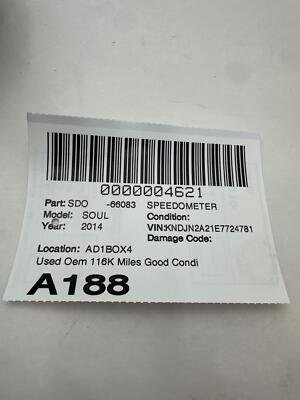 0000004621
Part: SDO -66083 SPEEDOMETER
Model: SOUL Condition:
Year: 2014 VIN:KNDJN2A21E7724781
Damage Code:
Location: AD1BOX4
Used Oem 116K Miles Good Condi
A188